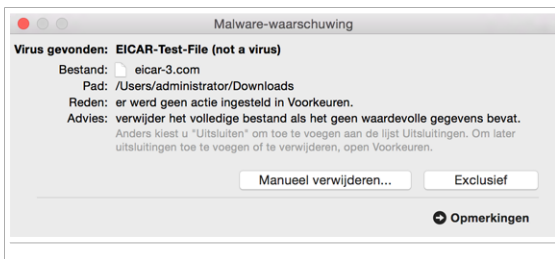 Malware-waarschuwing
Virus gevonden: EICAR-Test-File (not a virus)
Bestand: eicar-3.com
Pad: /Users/administrator/Downloads
Reden: er werd geen actie ingesteld in Voorkeuren.
Advies: verwijder het volledige bestand als het geen waardevolle gegevens bevat.
Anders kiest u "Uitsluiten" om toe te voegen aan de lijst Uitsluitingen. Om later
uitsluitingen toe te voegen of te verwijderen, open Voorkeuren.
Manueel verwijderen... Exclusief
Opmerkingen